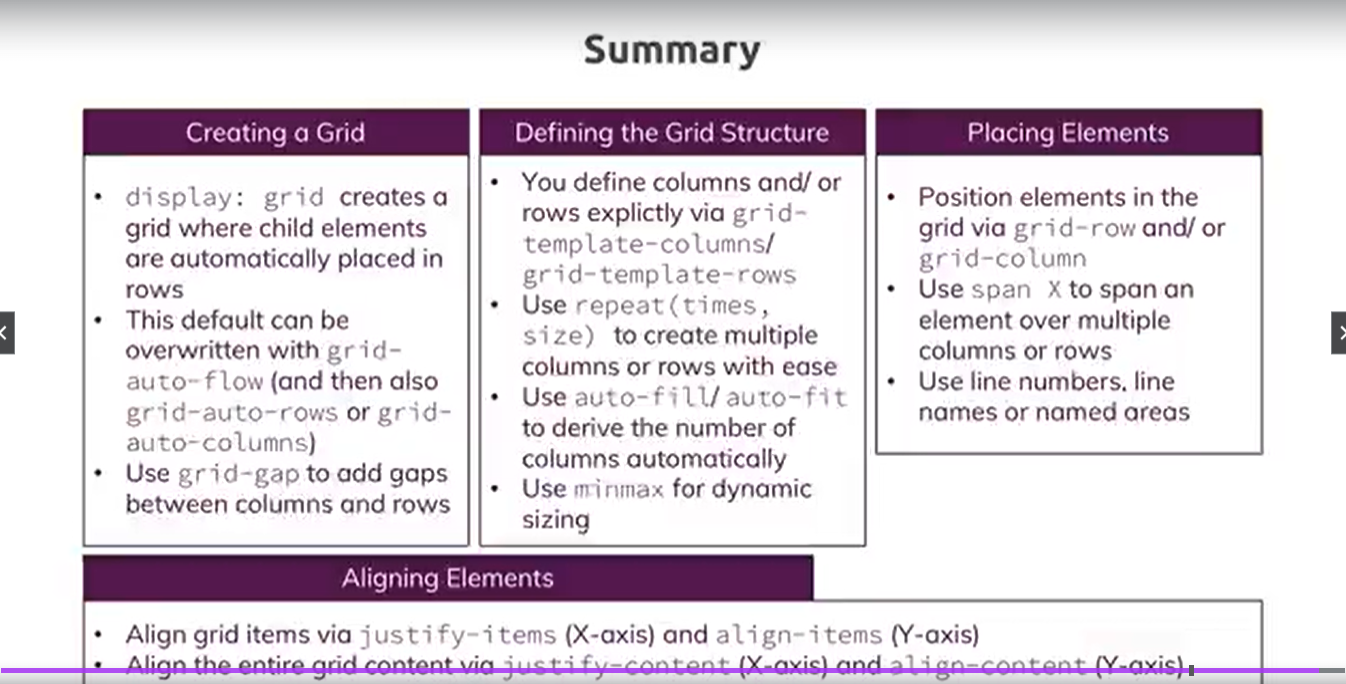 Summary
Creating a Grid
• display: grid creates a
grid where child elements
are automatically placed in
rows
• This default can be
overwritten with grid-
auto-flow (and then also
grid-auto-rows or grid-
auto-columns)
• Use grid-gap to add gaps
between columns and rows
Defining the Grid Structure
• You define columns and/ or
rows explictly via grid-
template-columns/
grid-template-rows
• Use repeat(times,
size) to create multiple
columns or rows with ease
• Use auto-fill/ auto-fit
to derive the number of
columns automatically
• Use minmax for dynamic
sizing
Placing Elements
• Position elements in the
grid via grid-row and/ or
grid-column
• Use span X to span an
element over multiple
columns or rows
• Use line numbers, line
names or named areas
Aligning Elements
• Align grid items via justify-items (X-axis) and align-items (Y-axis)
• Align the entire grid content via justify-content (X-axis) and align-content (Y-axis)